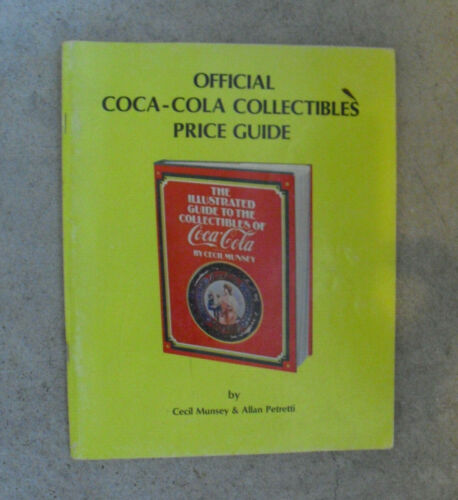 OFFICIAL
COCA-COLA COLLECTIBLES
PRICE GUIDE
THE
ILLUSTRATED
GUIDE TO THE
COLLECTIBLES OF
Coca-Cola
BY CECIL MUNSEY
by
Cecil Munsey & Allan Petretti